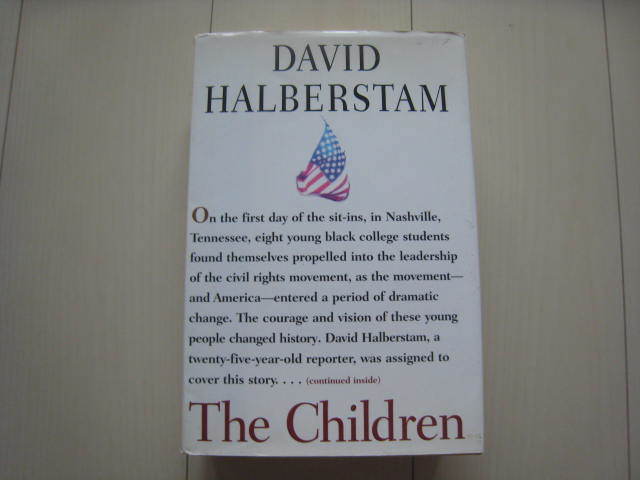 DAVID
HALBERSTAM
On the first day of the sit-ins, in Nashville,
Tennessee, eight young black college students
found themselves propelled into the leadership
of the civil rights movement, as the movement—
and America—entered a period of dramatic
change. The courage and vision of these young
people changed history. David Halberstam, a
twenty-five-year-old reporter, was assigned to
cover this story. . . . (continued inside)
The Children